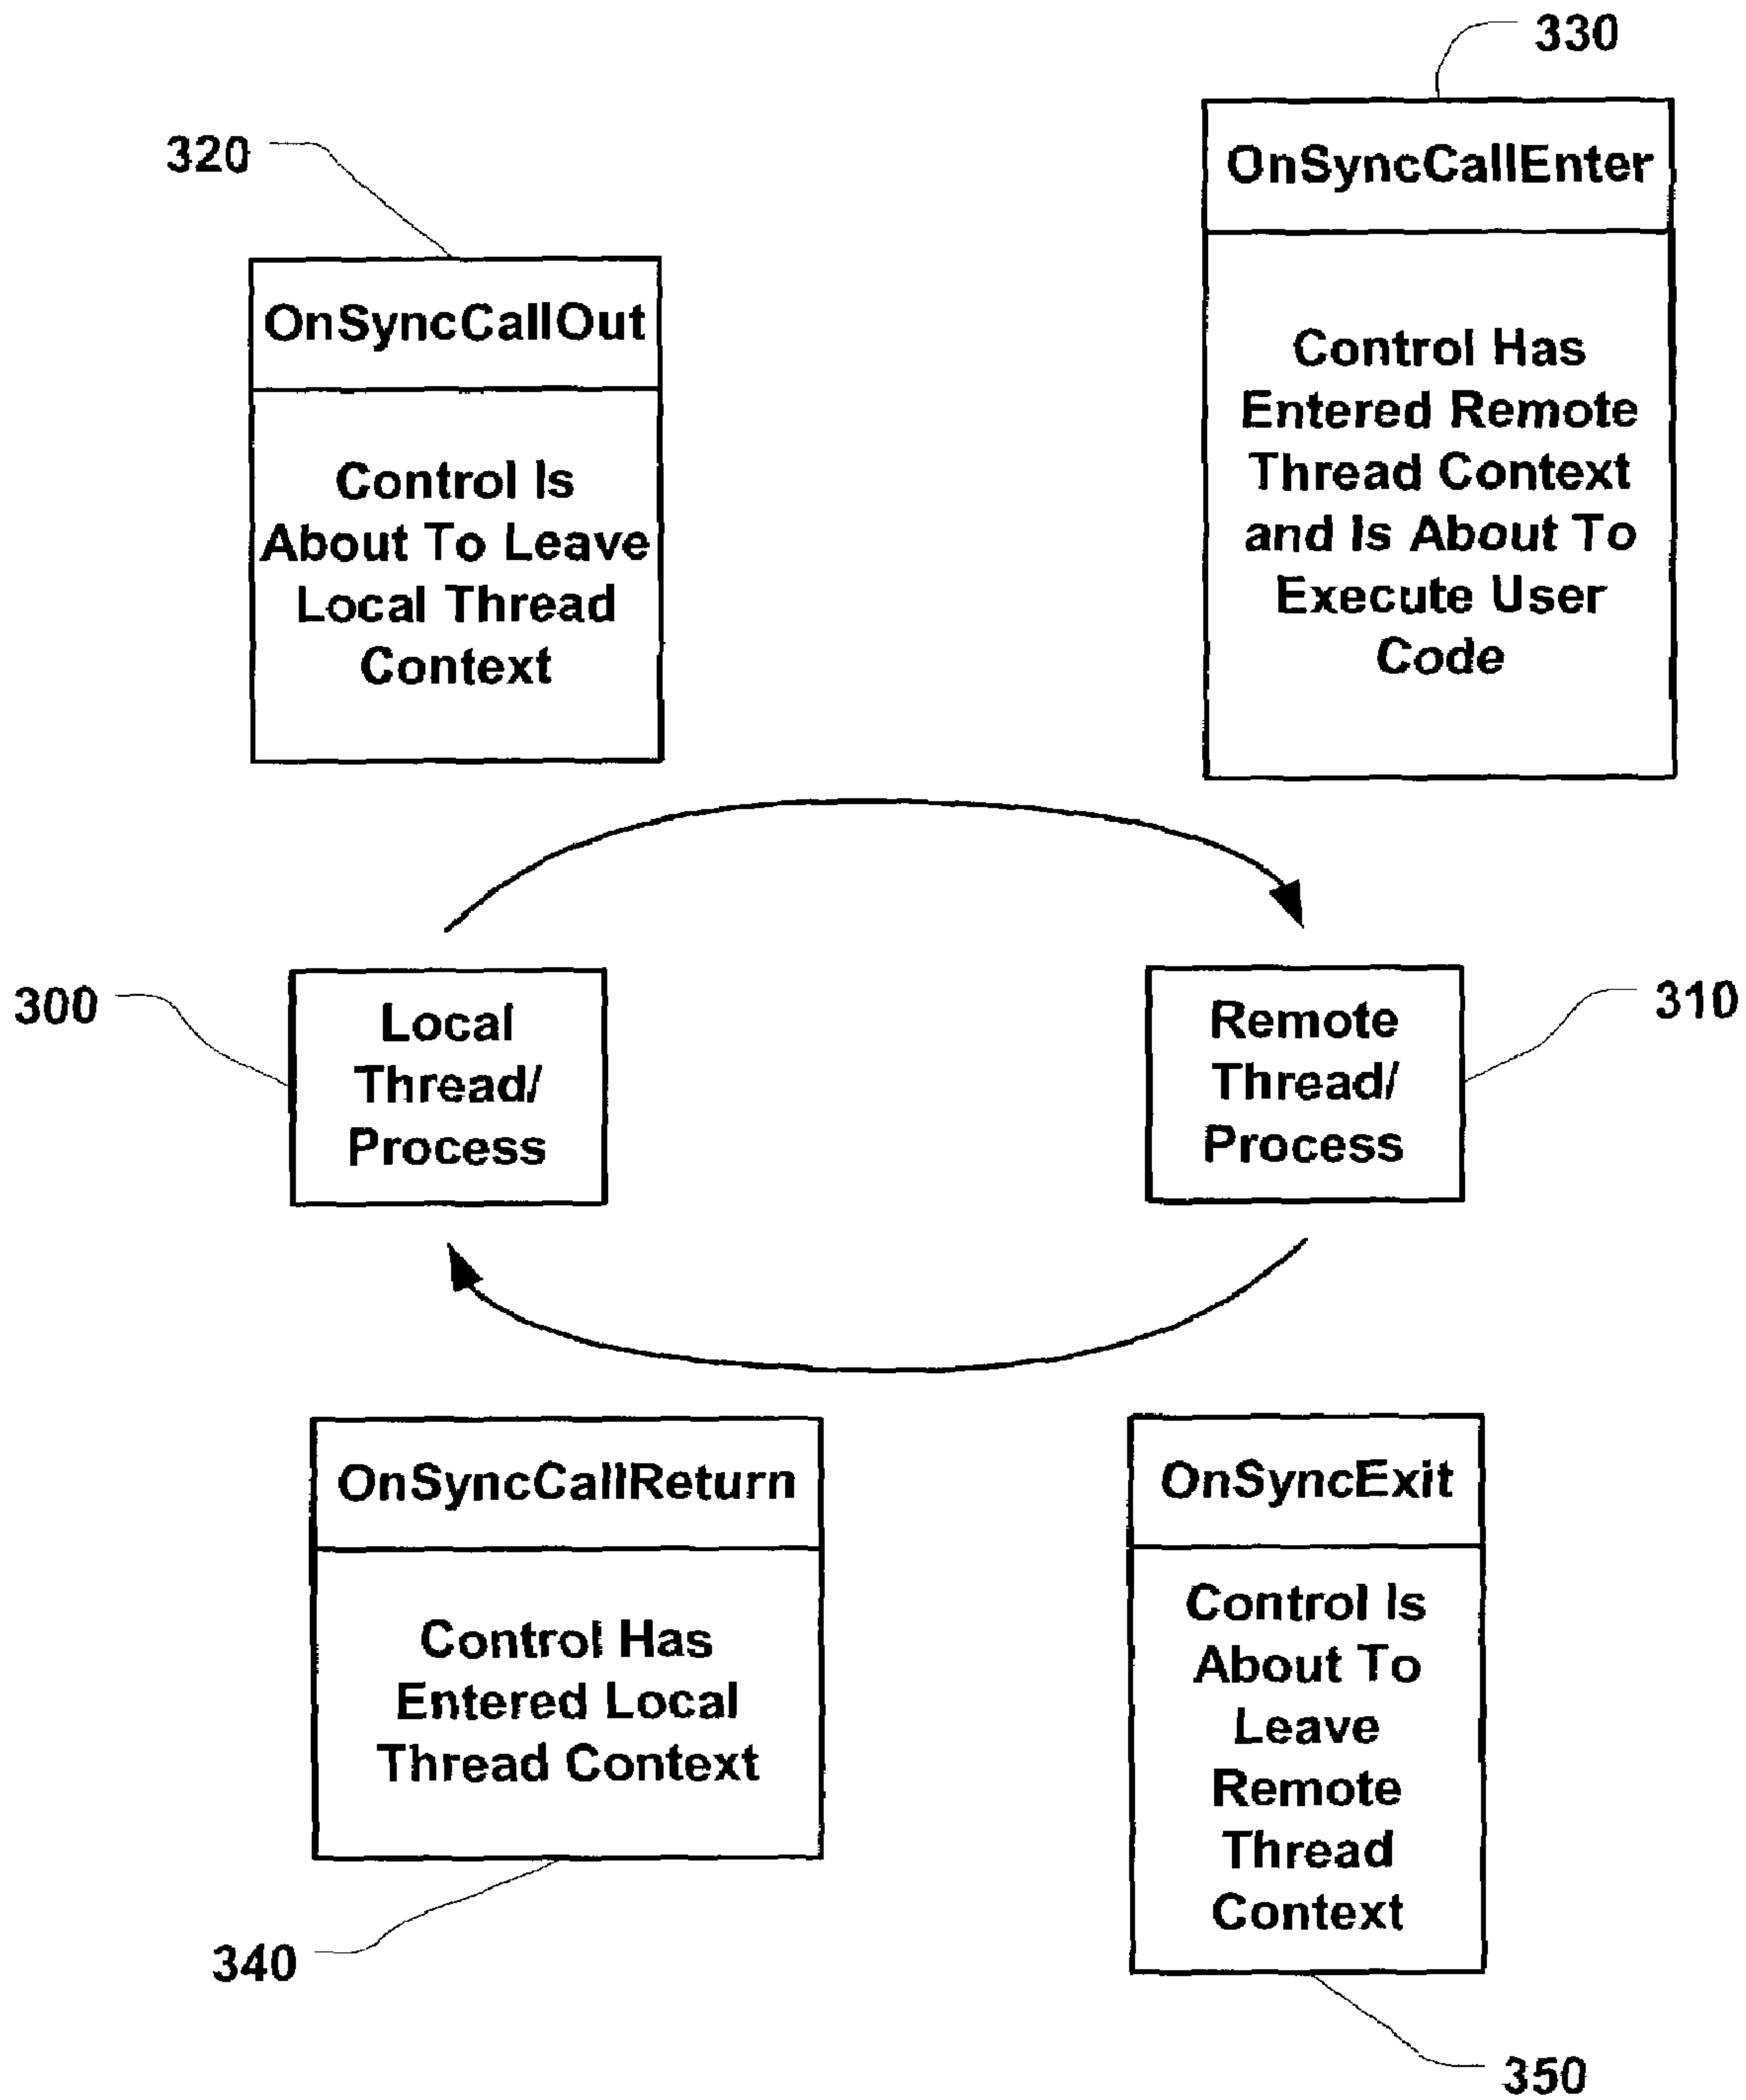 330
320
OnSyncCallEnter
Control Has
Entered Remote
Thread Context
and Is About To
Execute User
Code
OnSyncCallOut
Control Is
About To Leave
Local Thread
Context
300
Local
Thread/
Process
Remote
Thread/
Process
310
OnSyncCallReturn
Control Has
Entered Local
Thread Context
340
OnSyncExit
Control Is
About To
Leave
Remote
Thread
Context
350